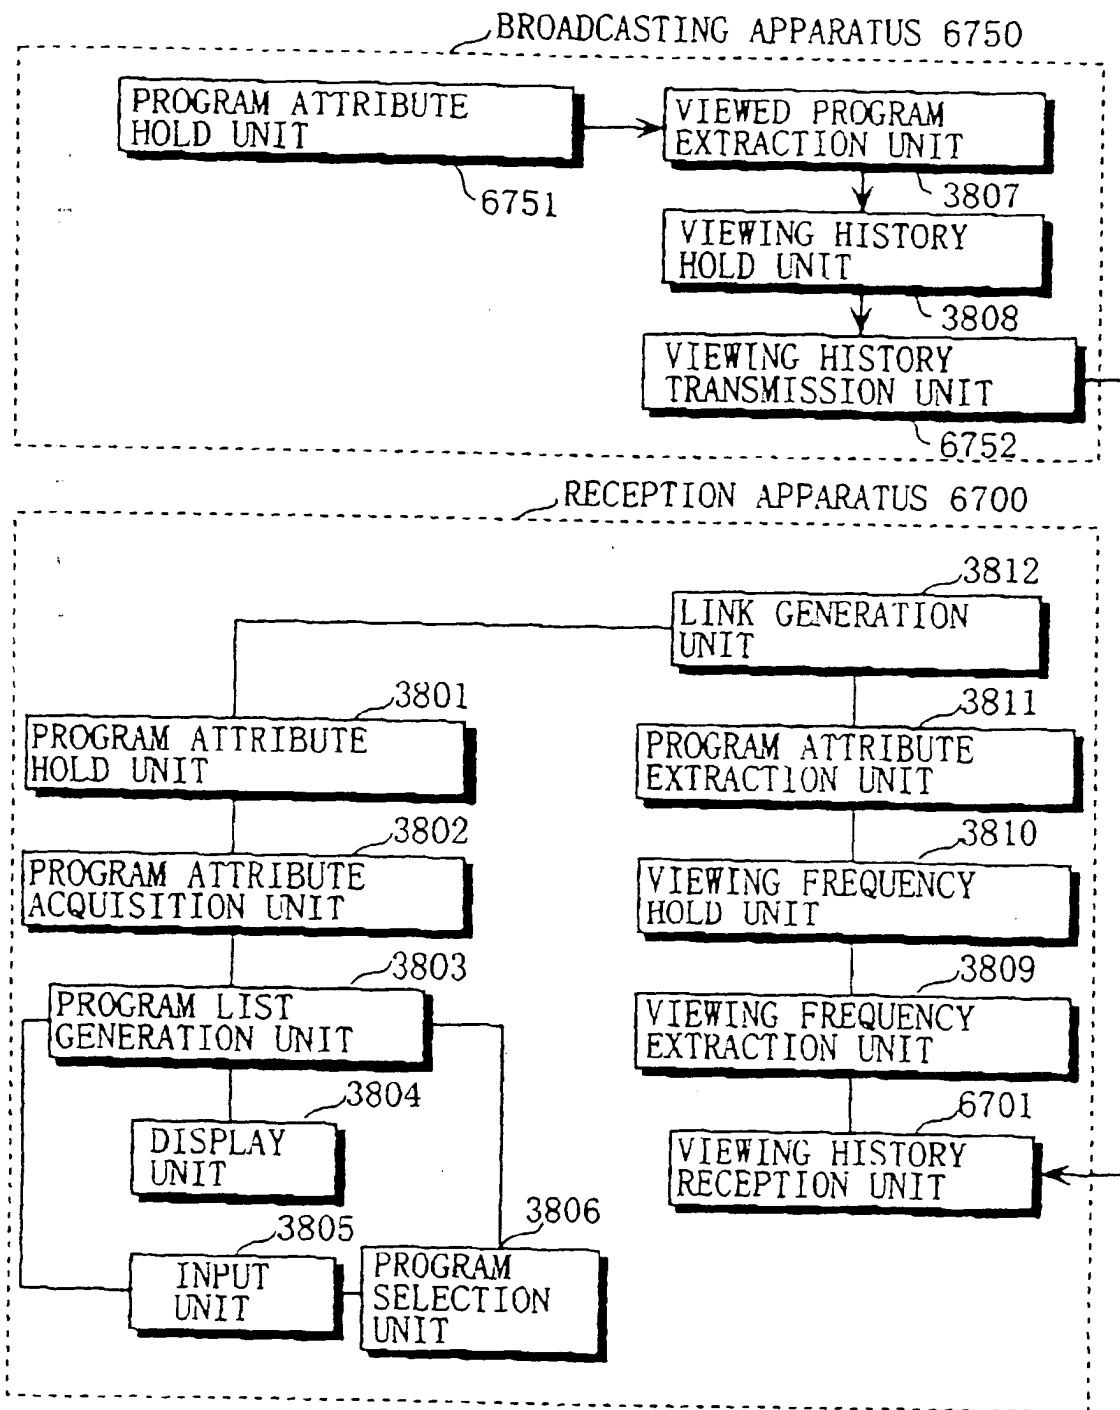 BROADCASTING APPARATUS 6750
PROGRAM ATTRIBUTE
HOLD UNIT
6751
VIEWED PROGRAM
EXTRACTION UNIT
3807
VIEWING HISTORY
HOLD UNIT
3808
VIEWING HISTORY
TRANSMISSION UNIT
6752
RECEPTION APPARATUS 6700
3812
LINK GENERATION
UNIT
3801
PROGRAM ATTRIBUTE
HOLD UNIT
3811
PROGRAM ATTRIBUTE
EXTRACTION UNIT
3802
PROGRAM ATTRIBUTE
ACQUISITION UNIT
3810
VIEWING FREQUENCY
HOLD UNIT
3803
PROGRAM LIST
GENERATION UNIT
3809
VIEWING FREQUENCY
EXTRACTION UNIT
3804
DISPLAY
UNIT
6701
VIEWING HISTORY
RECEPTION UNIT
3805
INPUT
UNIT
3806
PROGRAM
SELECTION
UNIT